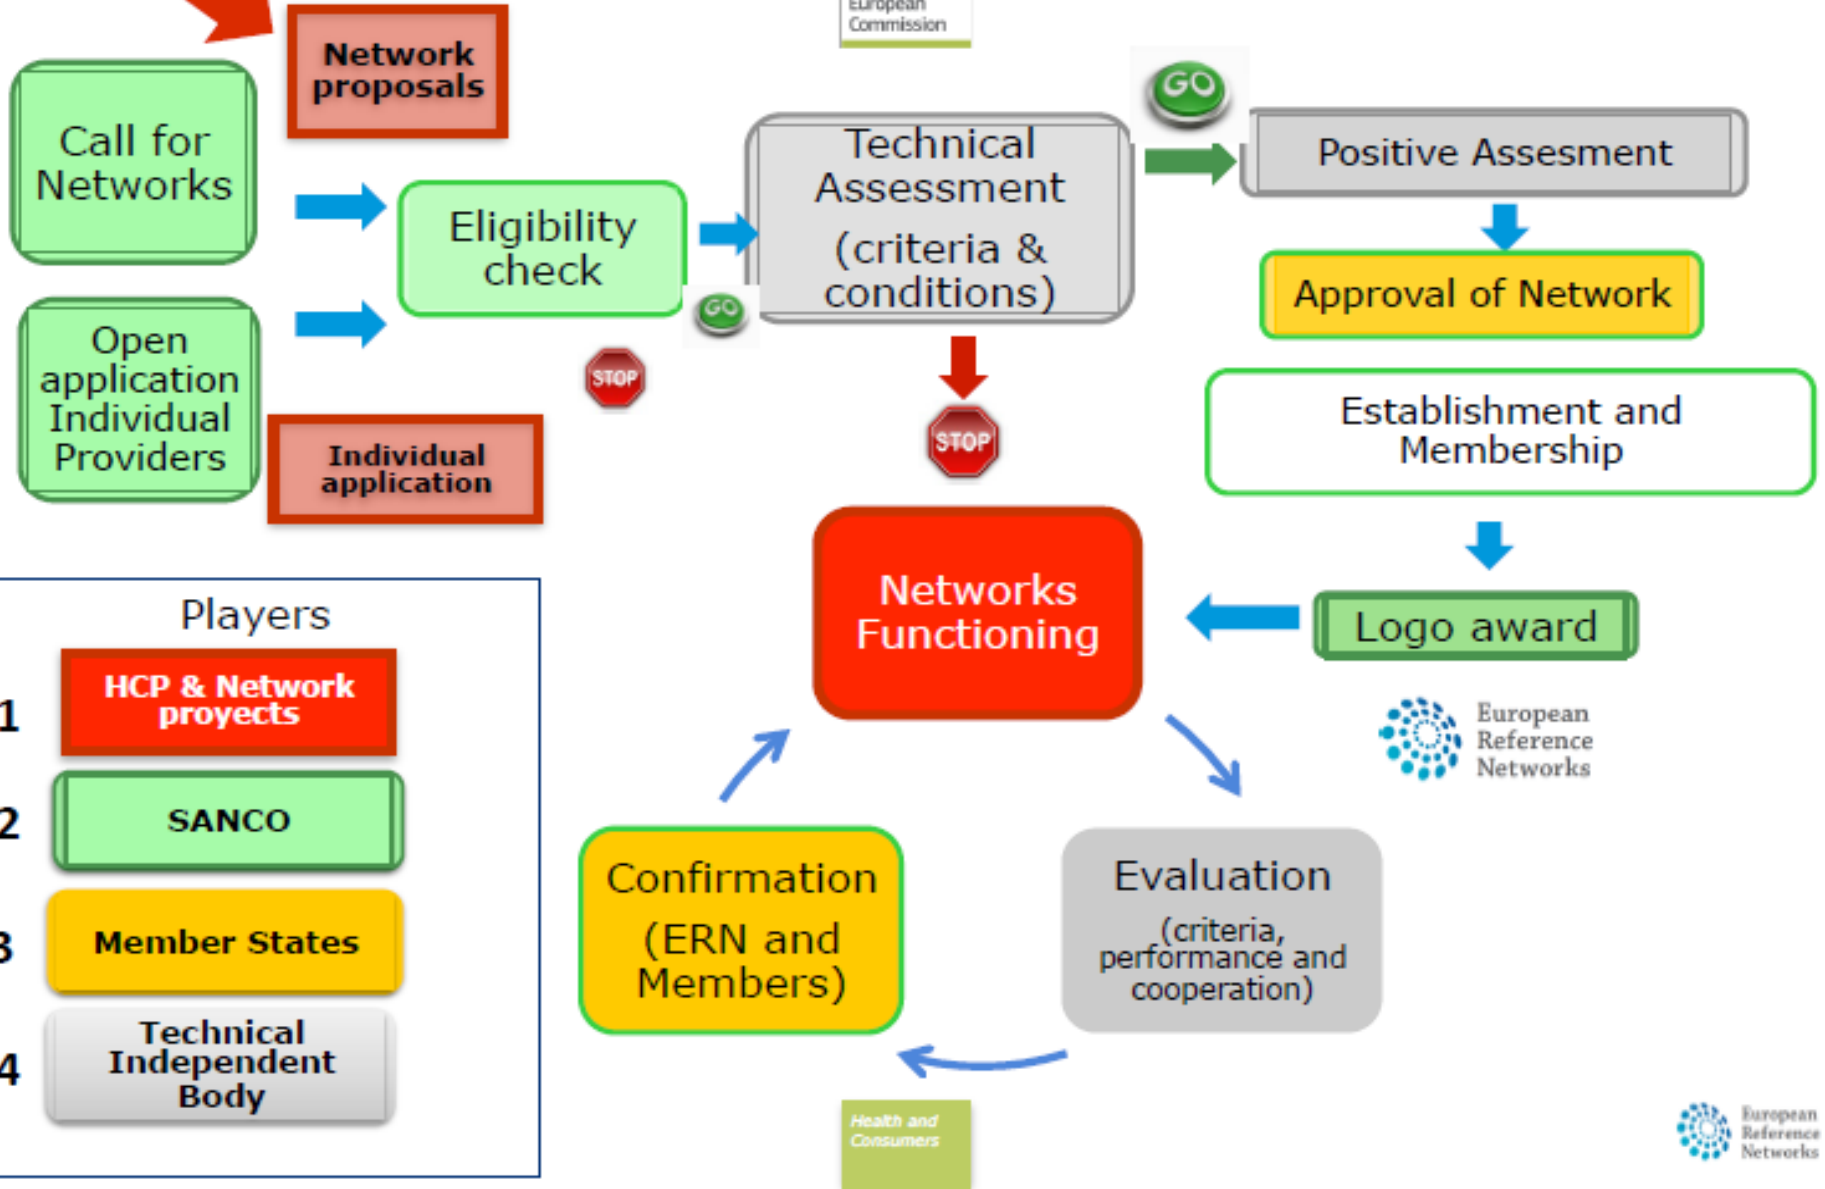 European
Commission
Network
proposals
Call for
Networks
GO
Technical
Assessment
(criteria &
conditions)
Positive Assesment
Eligibility
check
GO
Approval of Network
Open
application
Individual
Providers
STOP
STOP
Establishment and
Membership
Individual
application
Networks
Functioning
Logo award
European
Reference
Networks
Players
1
HCP & Network
proyects
2
SANCO
3
Member States
4
Technical
Independent
Body
Confirmation
(ERN and
Members)
Evaluation
(criteria,
performance and
cooperation)
Health and
Consumers
European
Reference
Networks